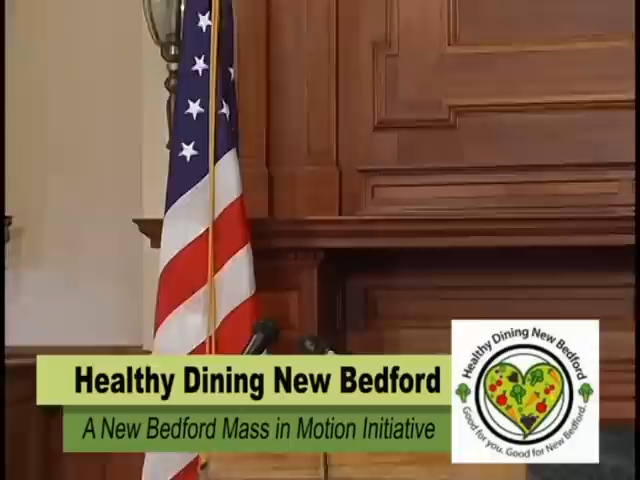 Healthy Dining New Bedford
A New Bedford Mass in Motion Initiative
Healthy Dining New Bedford
Good for you. Good for New Bedford.